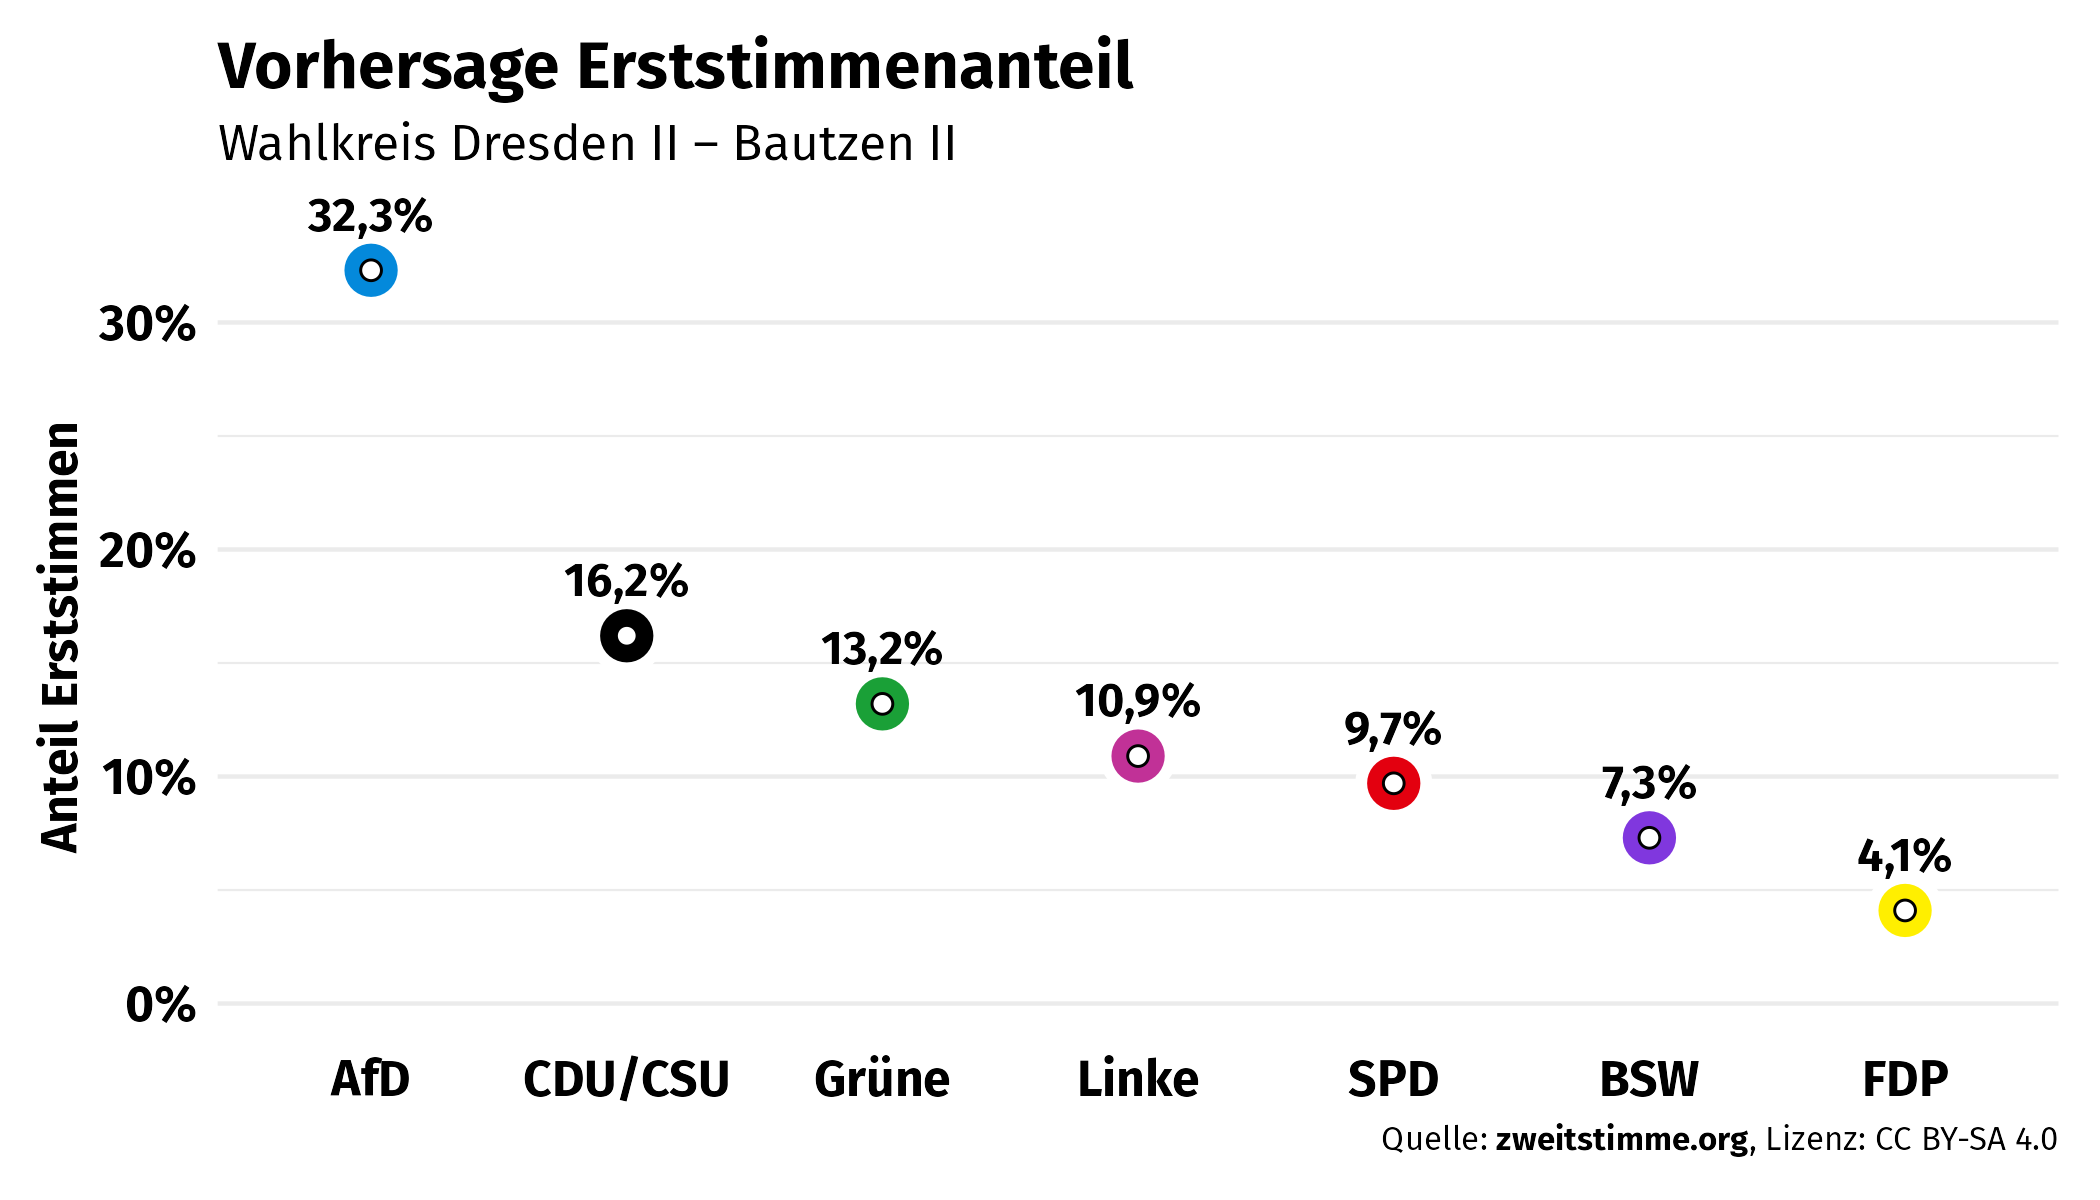 Vorhersage Erststimmenanteil
Wahlkreis Dresden II – Bautzen II
Anteil Erststimmen
30%
20%
10%
0%
32,3%
16,2%
13,2%
10,9%
9,7%
7,3%
4,1%
AfD CDU/CSU Grüne Linke SPD BSW FDP
Quelle: zweitstimme.org, Lizenz: CC BY-SA 4.0